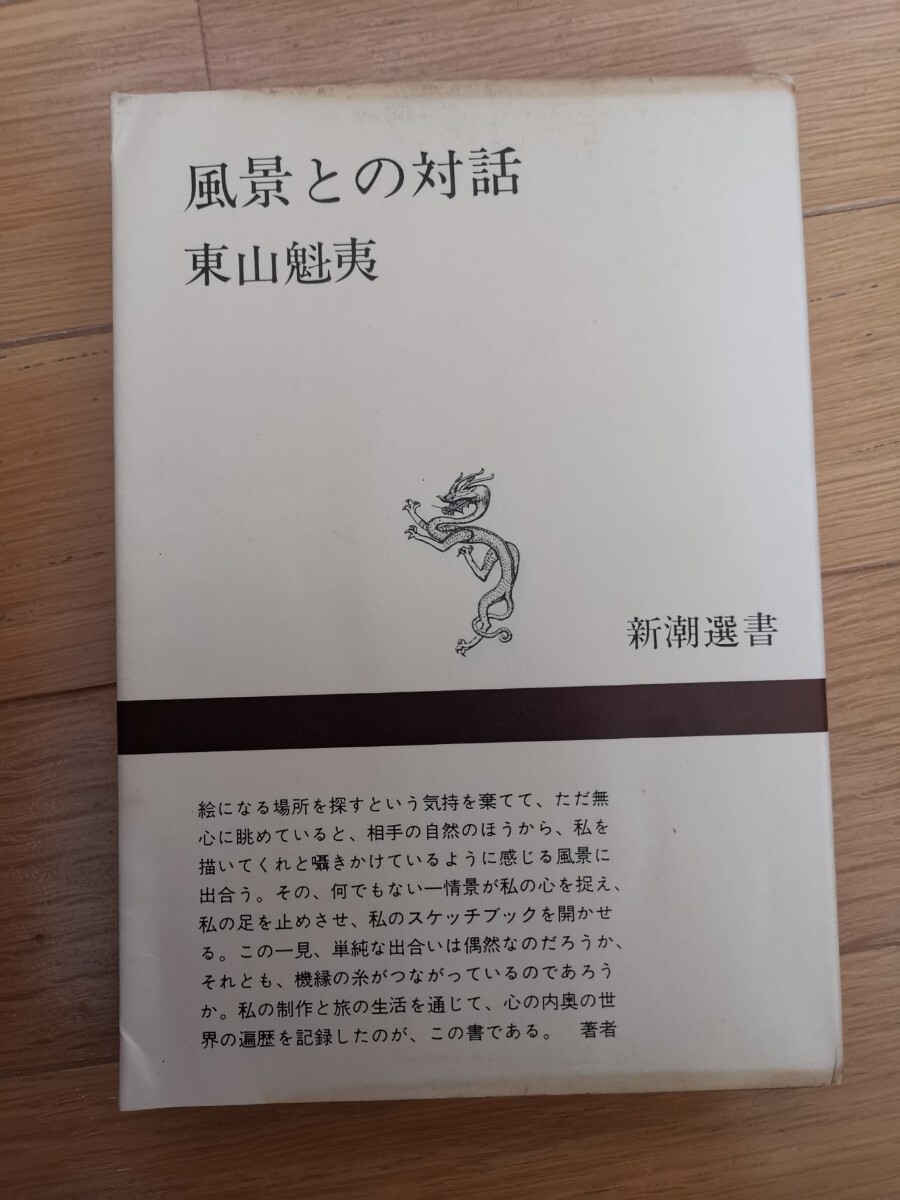 風景との対話
東山魁夷
新潮選書
絵になる場所を探すという気持を棄てて、ただ無
心に眺めていると、相手の自然のほうから、私を
描いてくれと囁きかけているように感じる風景に
出合う。その、何でもない一情景が私の心を捉え、
私の足を止めさせ、私のスケッチブックを開かせ
る。この一見、単純な出合いは偶然なのだろうか、
それとも、機縁の糸がつながっているのであろう
か。私の制作と旅の生活を通じて、心の内奥の世
界の遍歴を記録したのが、この書である。　著者